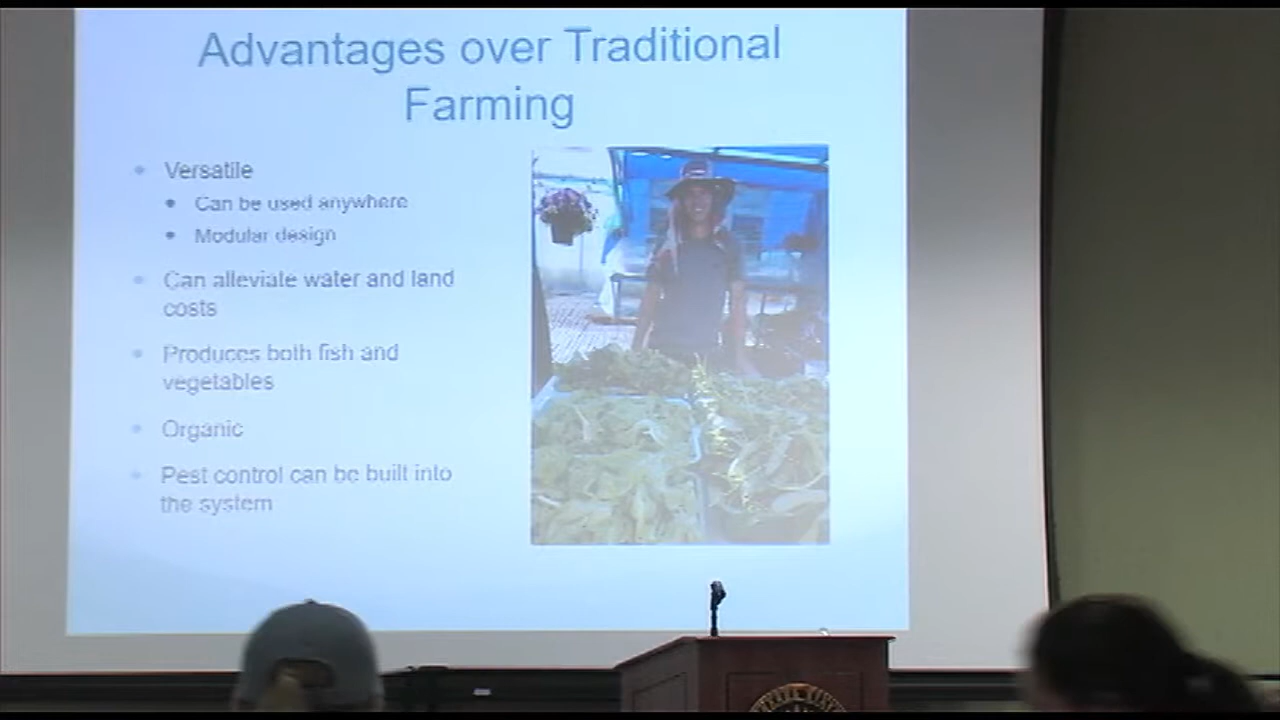 Advantages over Traditional
Farming
Versatile
Can be used anywhere
Modular design
Can alleviate water and land
costs
Produces both fish and
vegetables
Organic
Pest control can be built into
the system